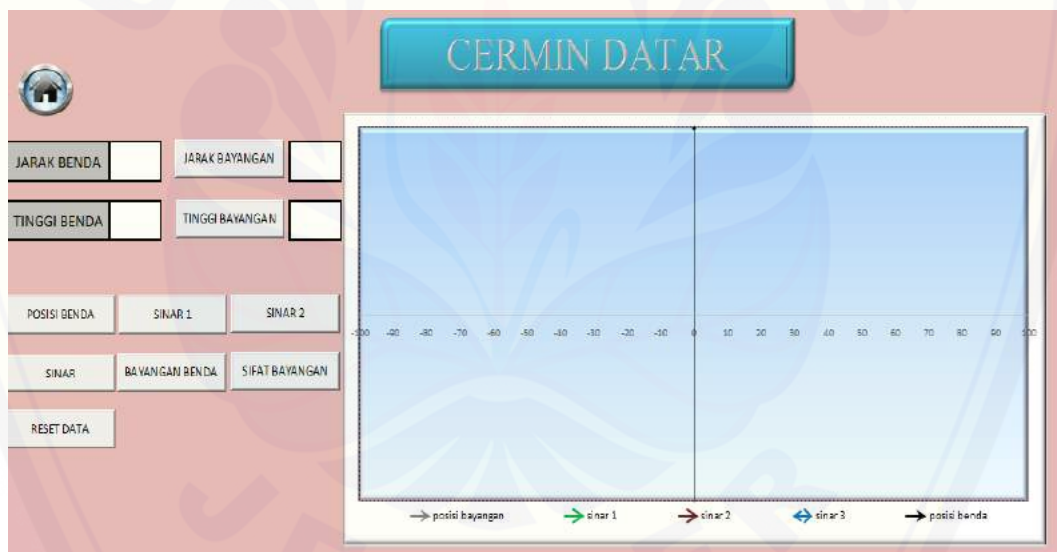 CERMIN DATAR
JARAK BENDA JARAK BAYANGAN
TINGGI BENDA TINGGI BAYANGAN
POSISI BENDA SINAR 1 SINAR 2
SINAR BAYANGAN BENDA SIFAT BAYANGAN
RESET DATA
-100 -90 -80 -70 -60 -50 -40 -30 -20 -10 0 10 20 30 40 50 60 70 80 90 100
posisi bayangan sinar 1 sinar 2 sinar 3 posisi benda